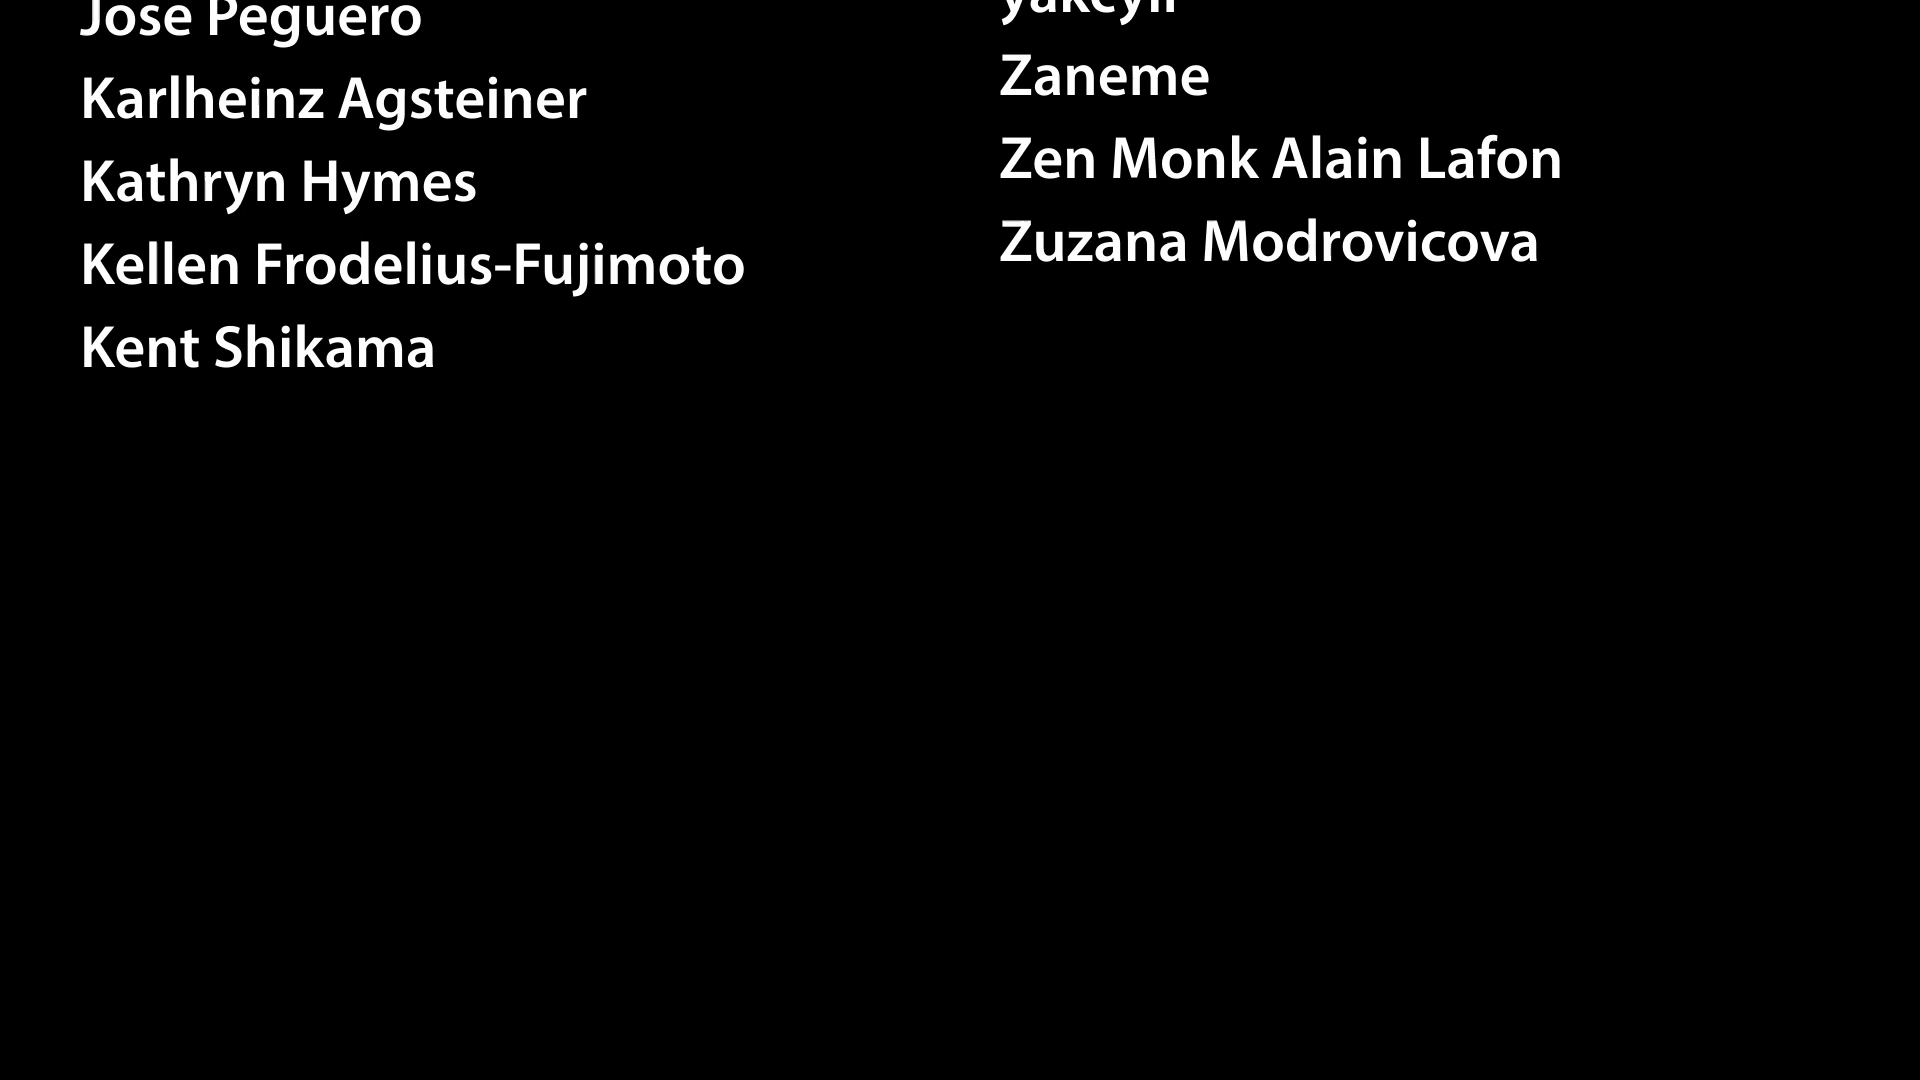 Jose Peguero
Karlheinz Agsteiner
Kathryn Hymes
Kellen Frodelius-Fujimoto
Kent Shikama
Zaneme
Zen Monk Alain Lafon
Zuzana Modrovicova